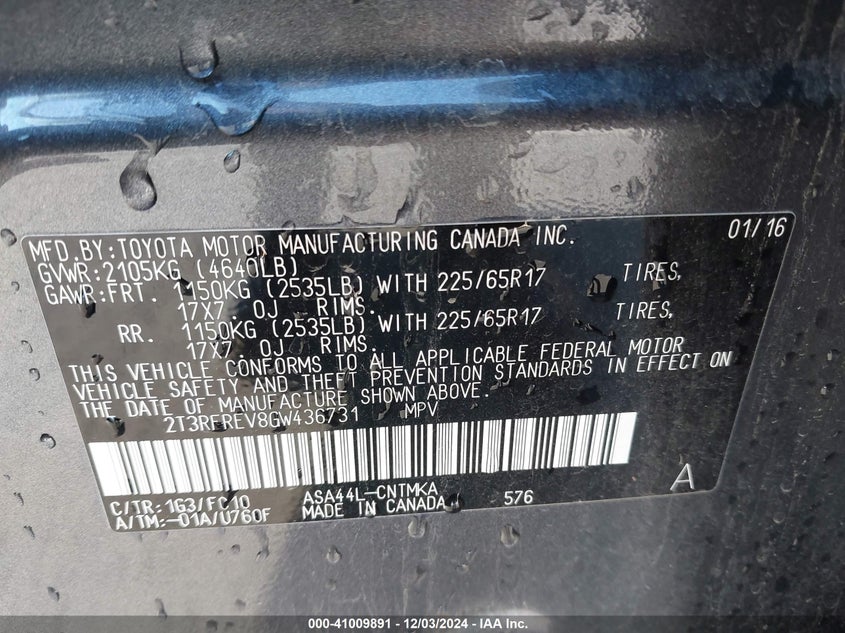 MFD.BY:TOYOTA MOTOR MANUFACTURING CANADA INC. 01/16
GVWR:2105KG (4640LB)
GAWR:FRT. 1150KG (2535LB) WITH 225/65R17 TIRES,
17X7.0J RIMS.
RR. 1150KG (2535LB) WITH 225/65R17 TIRES,
17X7.0J RIMS.
THIS VEHICLE CONFORMS TO ALL APPLICABLE FEDERAL MOTOR
VEHICLE SAFETY AND THEFT PREVENTION STANDARDS IN EFFECT ON
THE DATE OF MANUFACTURE SHOWN ABOVE.
2T3RFREV8GW436731 MPV
C/TR:1G3/FC10 ASA44L-CNTMKA 576 A
A/TM:-01A/U760F MADE IN CANADA
000-41009891 - 12/03/2024 - IAA Inc.